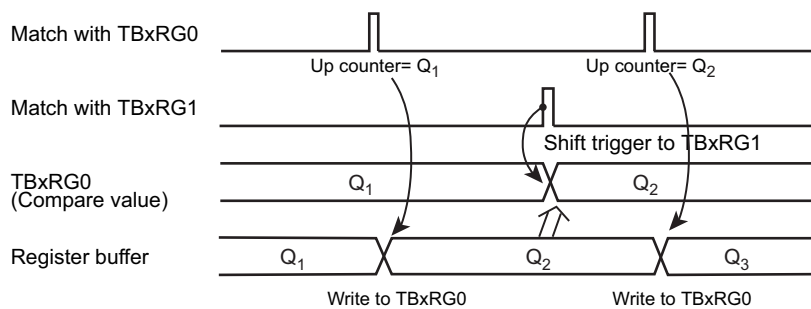 Match with TBxRG0
Up counter= Q1
Up counter= Q2
Match with TBxRG1
Shift trigger to TBxRG1
TBxRG0
(Compare value)
Q1
Q2
Register buffer
Q1
Q2
Q3
Write to TBxRG0
Write to TBxRG0